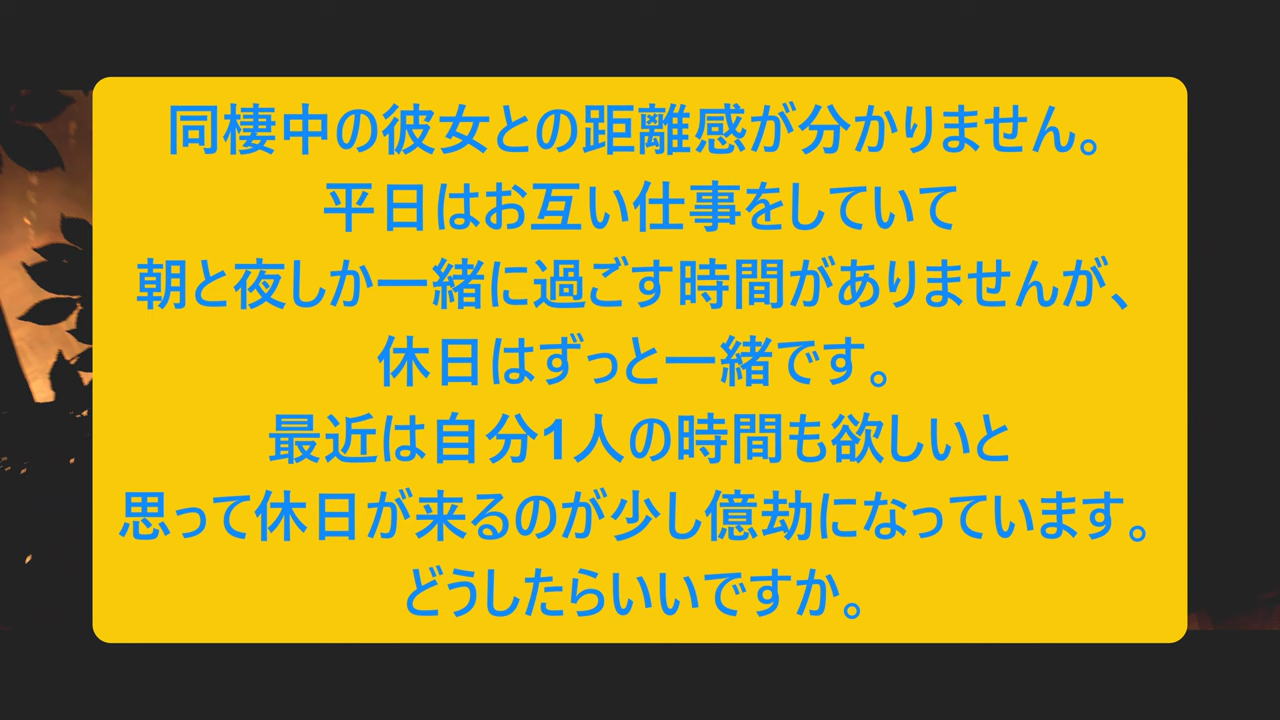 同棲中の彼女との距離感が分かりません。
平日はお互い仕事をしていて
朝と夜しか一緒に過ごす時間がありませんが、
休日はずっと一緒です。
最近は自分1人の時間も欲しいと
思って休日が来るのが少し億劫になっています。
どうしたらいいですか。